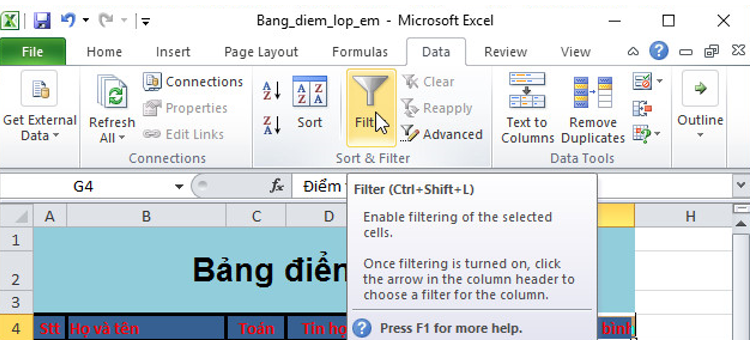 Bang_diem_lop_em - Microsoft Excel
File Home Insert Page Layout Formulas Data Review View
Get External Data
Refresh All
Connections
Properties
Edit Links
Connections
Sort
Filter
Clear
Reapply
Advanced
Sort & Filter
Text to Columns
Remove Duplicates
Data Tools
Outline
G4 fx Điểm
Filter (Ctrl+Shift+L)
Enable filtering of the selected
cells.
Once filtering is turned on, click
the arrow in the column header to
choose a filter for the column.
Press F1 for more help.
A B C D H
1
2 Bảng điểm
3
4 Stt Họ và tên Toán Tin họ bình